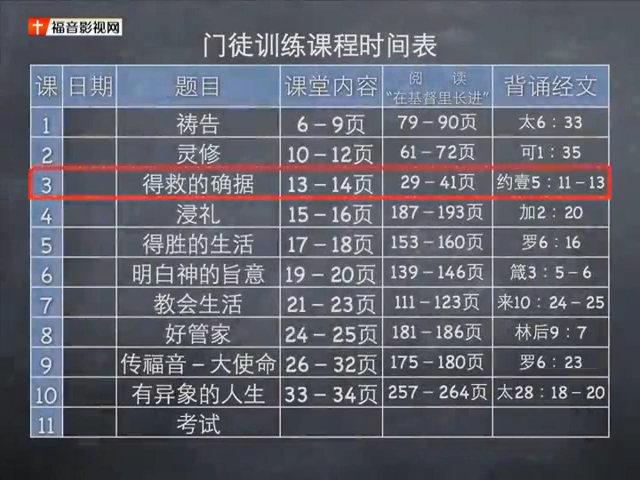 福音影视网
门徒训练课程时间表
课 日期 题目 课堂内容 阅 读 背诵经文
“在基督里长进”
1 祷告 6-9页 79-90页 太6:33
2 灵修 10-12页 61-72页 可1:35
3 得救的确据 13-14页 29-41页 约壹5:11-13
4 浸礼 15-16页 187-193页 加2:20
5 得胜的生活 17-18页 153-160页 罗6:16
6 明白神的旨意 19-20页 139-146页 箴3:5-6
7 教会生活 21-23页 111-123页 来10:24-25
8 好管家 24-25页 181-186页 林后9:7
9 传福音-大使命 26-32页 175-180页 罗6:23
10 有异象的人生 33-34页 257-264页 太28:18-20
11 考试